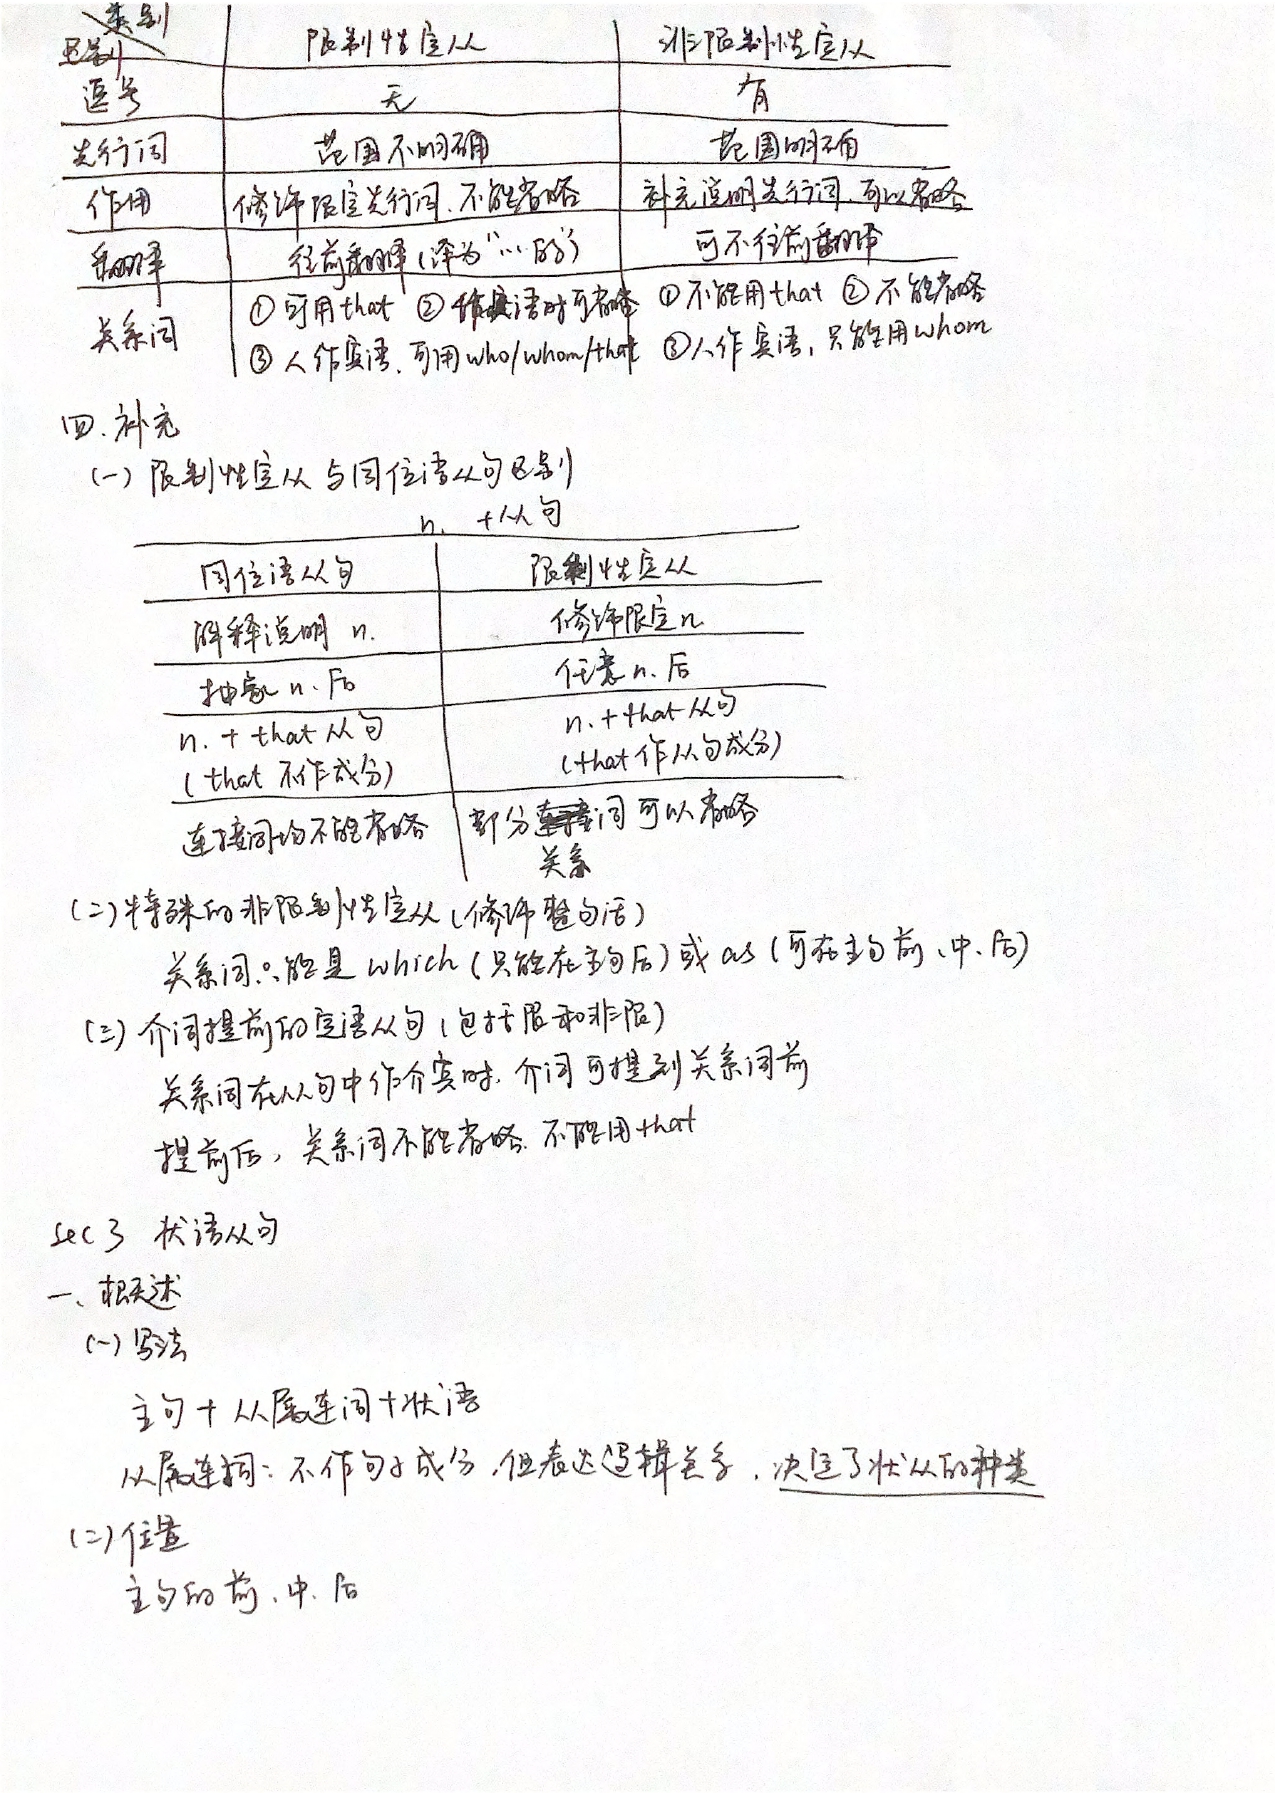 类别
区别
限制性定从 非限制性定从
逗号 无 有
先行词 范围不明确 范围明确
作用 修饰限定先行词、不能省略 补充说明先行词、可以省略
翻译 往前翻译(译为“…的”) 可不往前翻译
关系词 ①可用that ②作宾语时可省略 ①不能用that ②不能省略
③人作宾语、可用who/whom/that ③人作宾语,只能用whom
四.补充
(一)限制性定从与同位语从句区别
n. +从句
同位语从句 限制性定从
解释说明 n. 修饰限定n
抽象 n.后 任意 n.后
n. + that 从句 n. + that 从句
(that 不作成分) (that作从句成分)
连接词均不能省略 部分词可以省略
关系
(二)特殊的非限制性定从(修饰整句话)
关系词只能是which(只能在主句后)或as(可在主句前、中、后)
(三)介词提前的定语从句(包括限和非限)
关系词在从句中作介宾时,介词可提到关系词前
提前后,关系词不能省略、不能用that
sec 3 状语从句
一、概述
(一)写法
主句+从属连词+状语
从属连词:不作句子成分,但表达逻辑关系,决定了状从的种类
(二)位置
主句的前、中、后